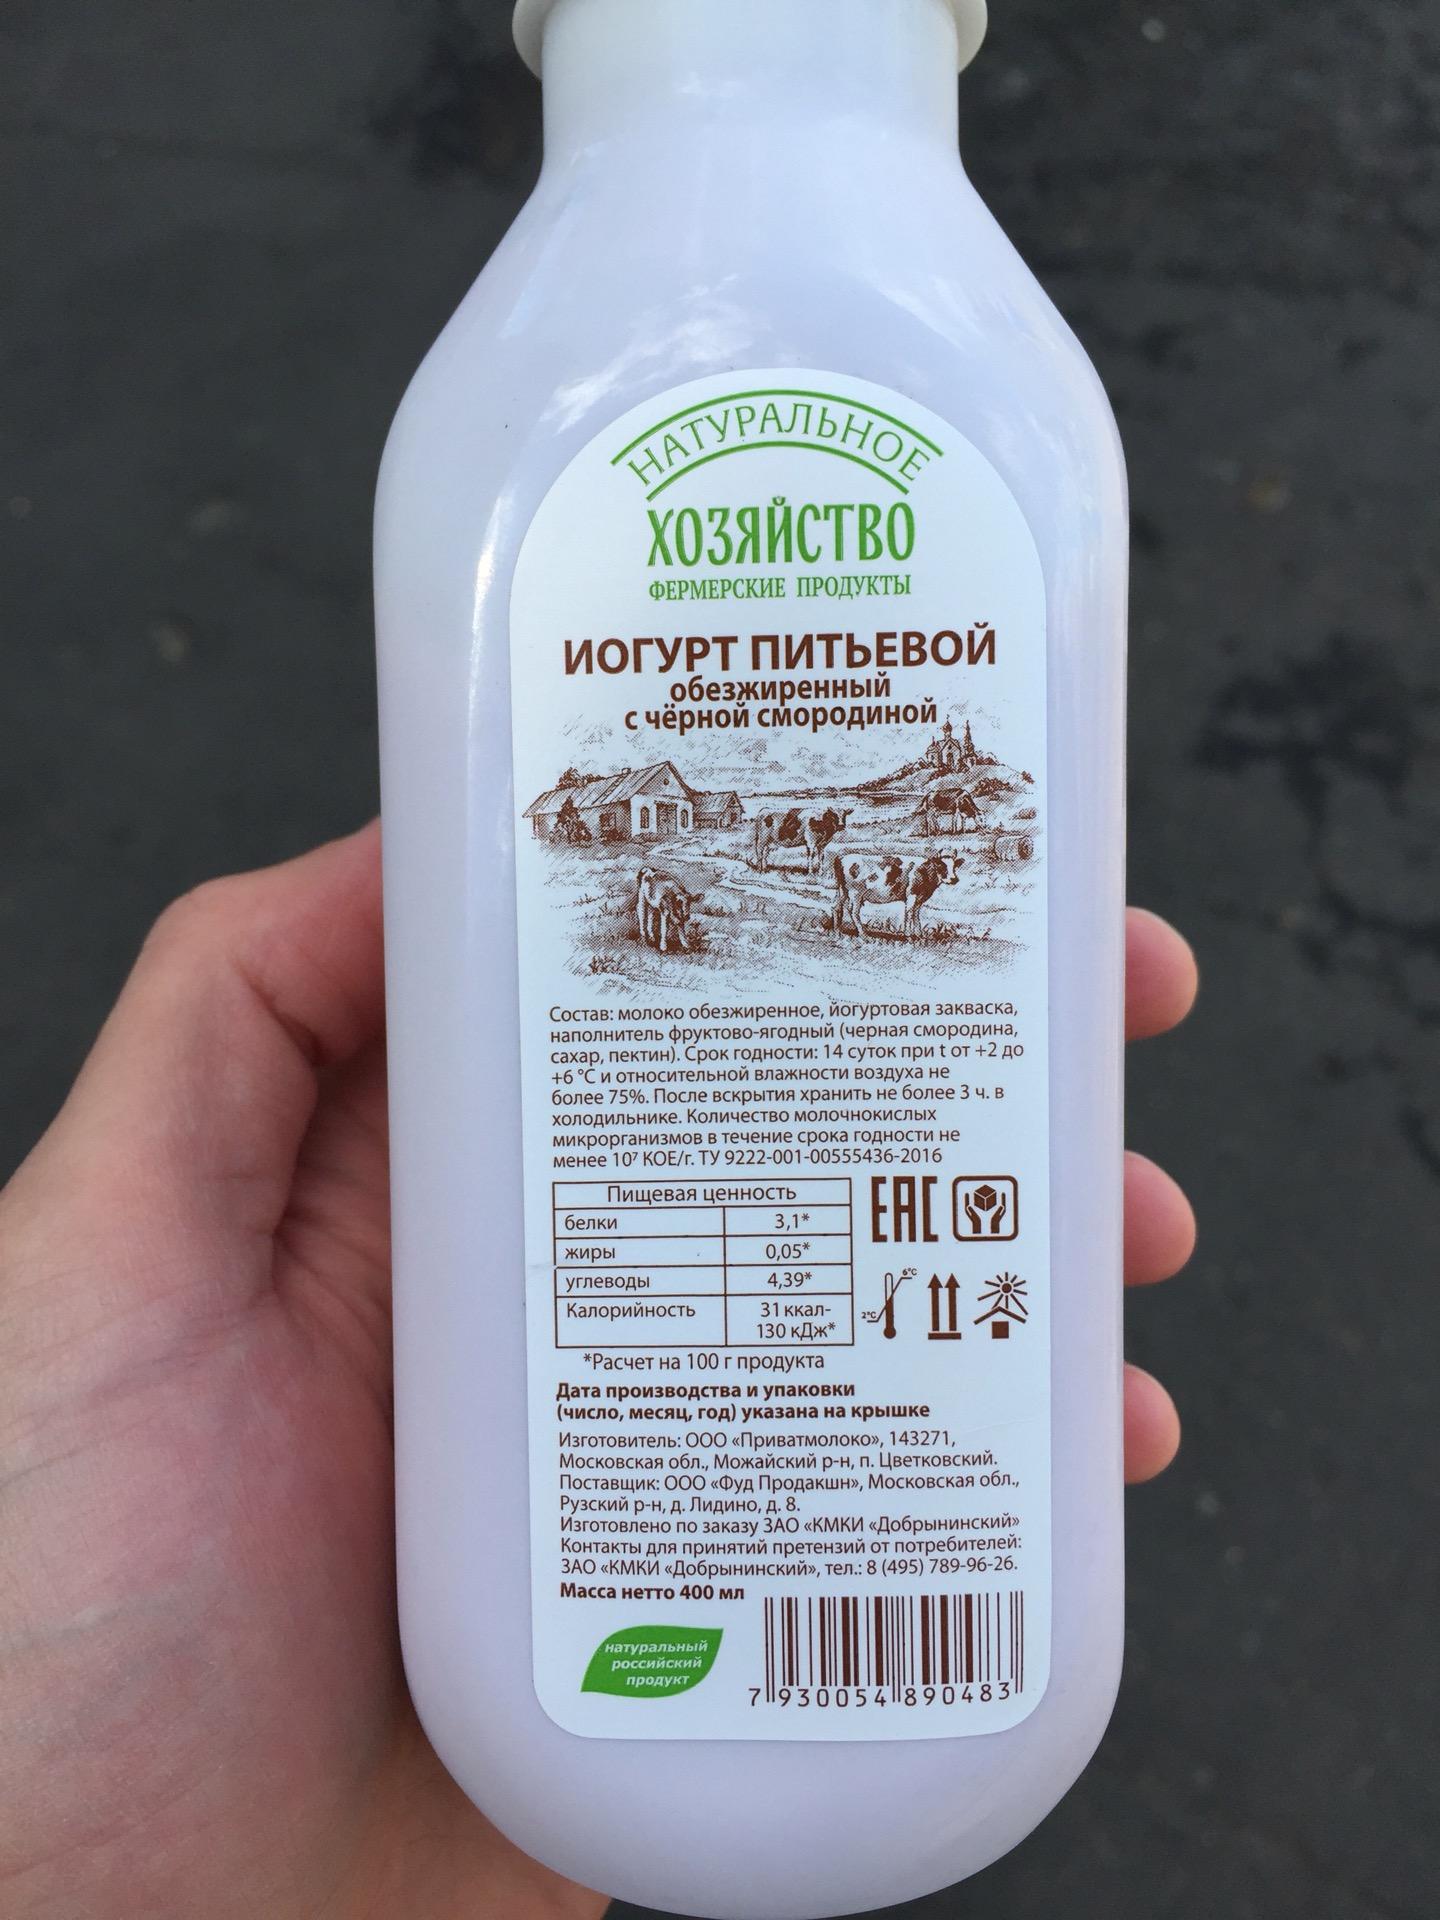 НАТУРАЛЬНОЕ
ХОЗЯЙСТВО
ФЕРМЕРСКИЕ ПРОДУКТЫ
ИОГУРТ ПИТЬЕВОЙ
обезжиренный
с чёрной смородиной
Состав: молоко обезжиренное, йогуртовая закваска,
наполнитель фруктово-ягодный (черная смородина,
сахар, пектин). Срок годности: 14 суток при t от +2 до
+6 °C и относительной влажности воздуха не
более 75%. После вскрытия хранить не более 3 ч. в
холодильнике. Количество молочнокислых
микрорганизмов в течение срока годности не
менее 10⁷ КОЕ/г. ТУ 9222-001-00555436-2016
Пищевая ценность
белки 3,1*
жиры 0,05*
углеводы 4,39*
Калорийность 31 ккал-
130 кДж*
*Расчет на 100 г продукта
EAC
6°C
2°C
Дата производства и упаковки
(число, месяц, год) указана на крышке
Изготовитель: ООО «Приватмолоко», 143271,
Московская обл., Можайский р-н, п. Цветковский.
Поставщик: ООО «Фуд Продакшн», Московская обл.,
Рузский р-н, д. Лидино, д. 8.
Изготовлено по заказу ЗАО «КМКИ «Добрынинский»
Контакты для принятий претензий от потребителей:
ЗАО «КМКИ «Добрынинский», тел.: 8 (495) 789-96-26.
Масса нетто 400 мл
натуральный
российский
продукт
7 930054 890483